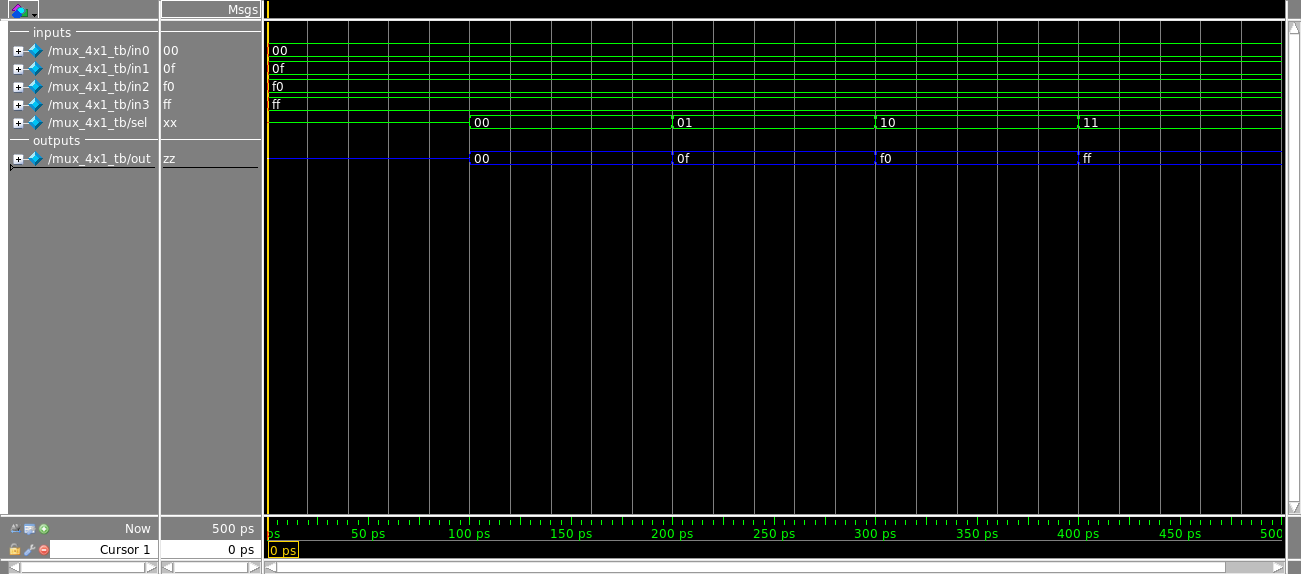 Msgs
inputs
/mux_4x1_tb/in0 00 00
/mux_4x1_tb/in1 0f 0f
/mux_4x1_tb/in2 f0 f0
/mux_4x1_tb/in3 ff ff
/mux_4x1_tb/sel xx 00 01 10 11
outputs
/mux_4x1_tb/out zz 00 0f f0 ff
Now 500 ps ps 50 ps 100 ps 150 ps 200 ps 250 ps 300 ps 350 ps 400 ps 450 ps 500
Cursor 1 0 ps 0 ps